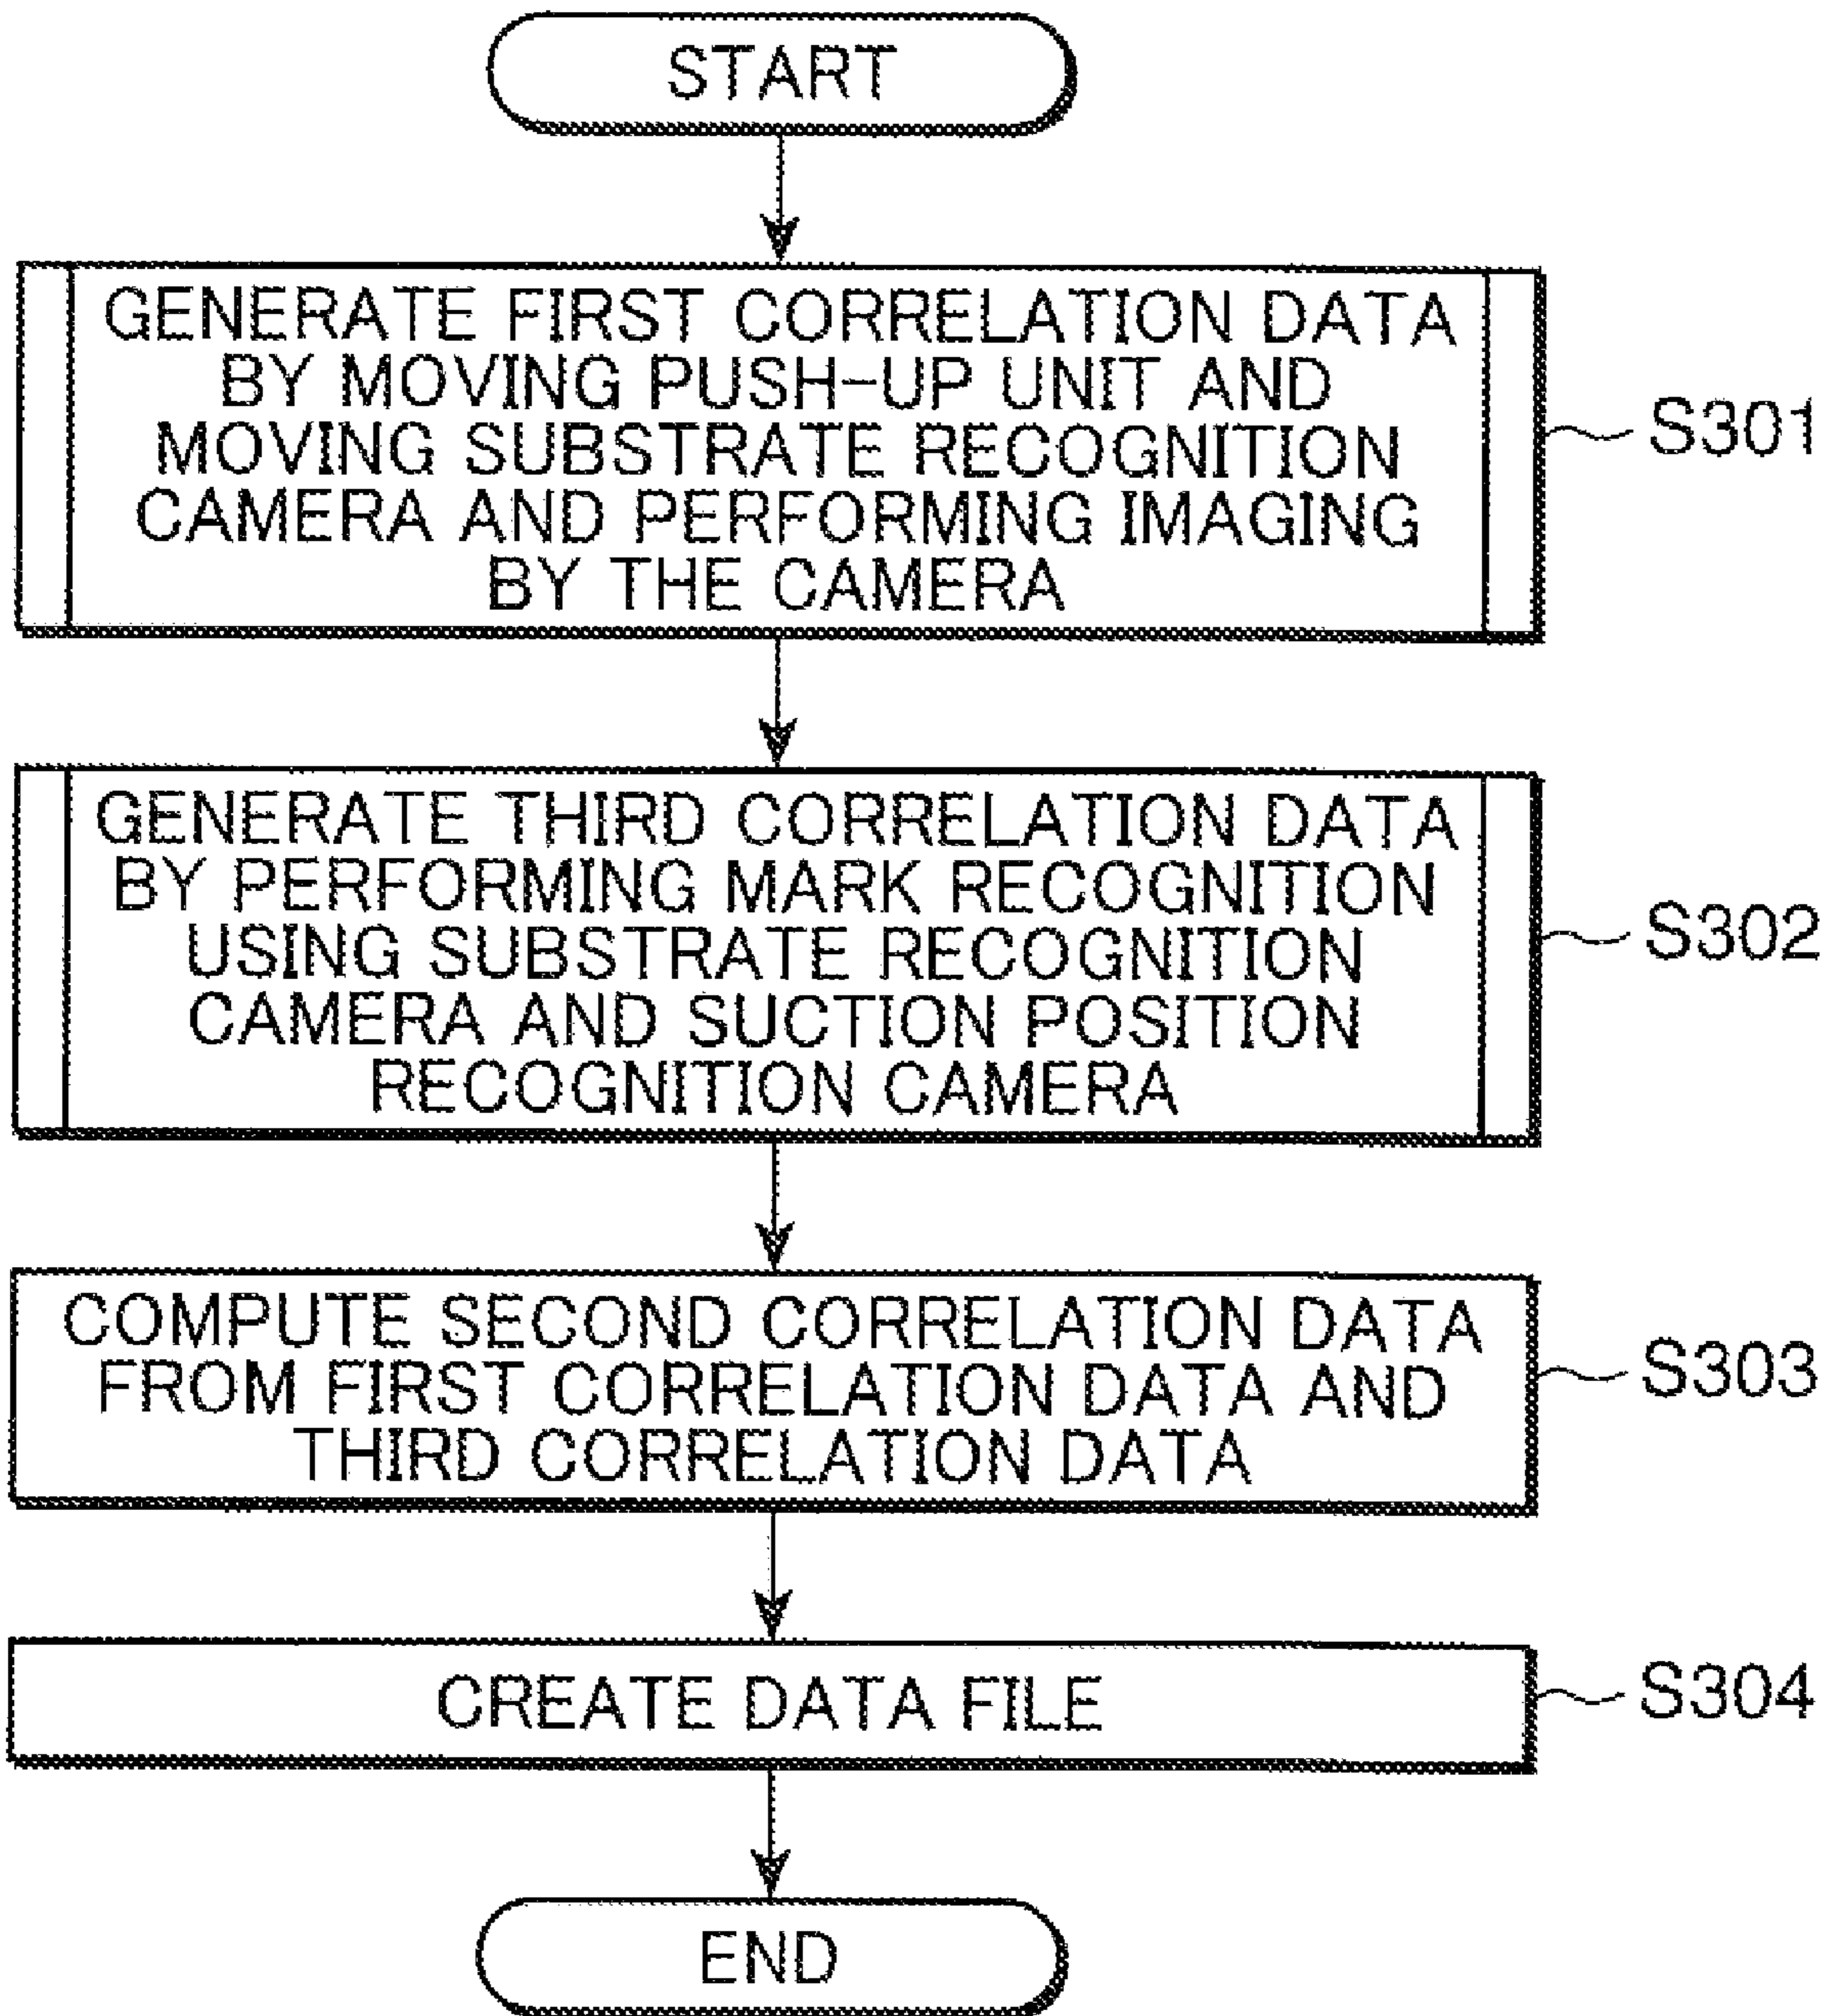 START
GENERATE FIRST CORRELATION DATA
BY MOVING PUSH-UP UNIT AND
MOVING SUBSTRATE RECOGNITION
CAMERA AND PERFORMING IMAGING
BY THE CAMERA
S301
GENERATE THIRD CORRELATION DATA
BY PERFORMING MARK RECOGNITION
USING SUBSTRATE RECOGNITION
CAMERA AND SUCTION POSITION
RECOGNITION CAMERA
S302
COMPUTE SECOND CORRELATION DATA
FROM FIRST CORRELATION DATA AND
THIRD CORRELATION DATA
S303
CREATE DATA FILE
S304
END